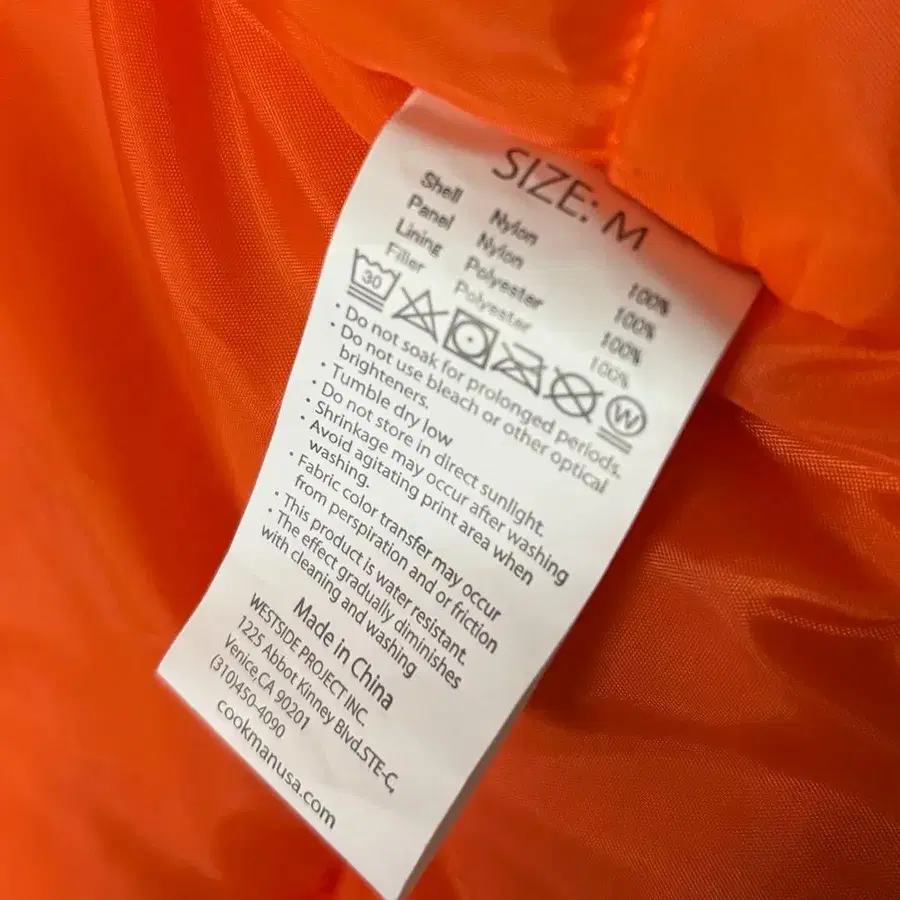 SIZE: M
Shell Nylon 100%
Panel Nylon 100%
Lining Polyester 100%
Filler Polyester 100%
30 W
• Do not soak for prolonged periods.
• Do not use bleach or other optical
brighteners.
• Tumble dry low
• Do not store in direct sunlight.
• Shrinkage may occur after washing
• Avoid agitating print area when
washing.
• Fabric color transfer may occur
from perspiration and or friction
• This product is water resistant.
• The effect gradually diminishes
with cleaning and washing
Made in China
WESTSIDE PROJECT INC.
1225 Abbot Kinney Blvd.STE-C,
Venice,CA 90201
(310)450-4090
cookmanusa.com